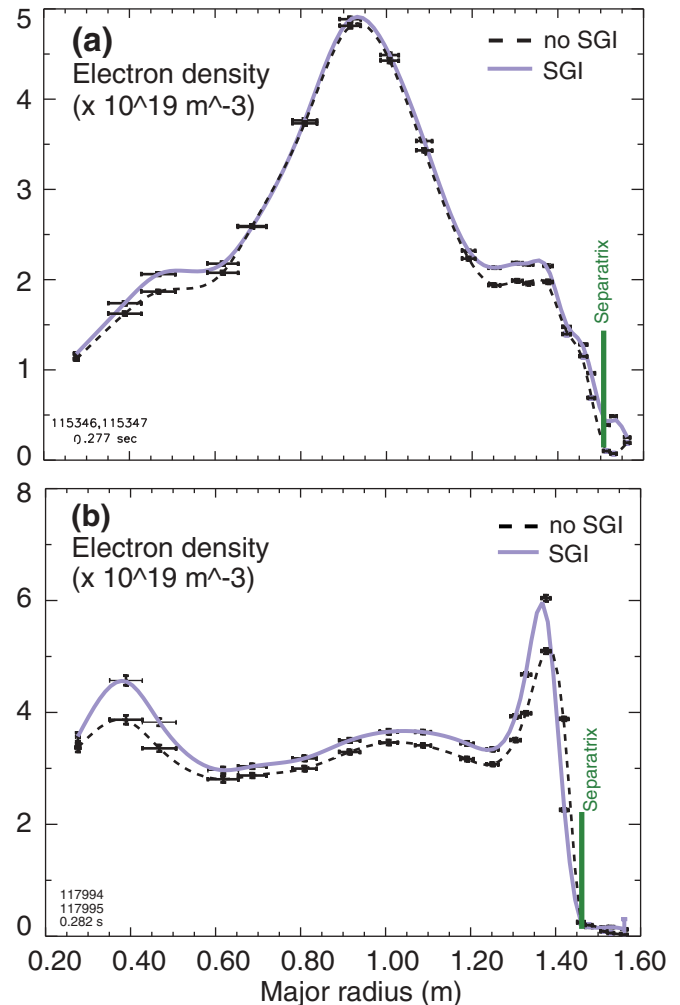 5
(a)
no SGI
Electron density
SGI
(x 10^19 m^-3)
4
3
2
Separatrix
1
115346,115347
0.277 sec
0
8
(b)
no SGI
Electron density
SGI
(x 10^19 m^-3)
6
4
Separatrix
2
117994
117995
0.282 s
0
0.20 0.40 0.60 0.80 1.00 1.20 1.40 1.60
Major radius (m)